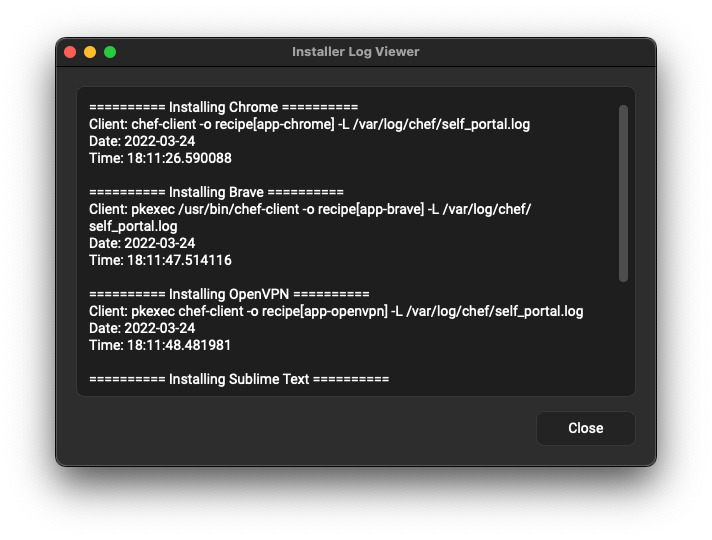 Installer Log Viewer
========== Installing Chrome ==========
Client: chef-client -o recipe[app-chrome] -L /var/log/chef/self_portal.log
Date: 2022-03-24
Time: 18:11:26.590088
========== Installing Brave ==========
Client: pkexec /usr/bin/chef-client -o recipe[app-brave] -L /var/log/chef/
self_portal.log
Date: 2022-03-24
Time: 18:11:47.514116
========== Installing OpenVPN ==========
Client: pkexec chef-client -o recipe[app-openvpn] -L /var/log/chef/self_portal.log
Date: 2022-03-24
Time: 18:11:48.481981
========== Installing Sublime Text ==========
Close